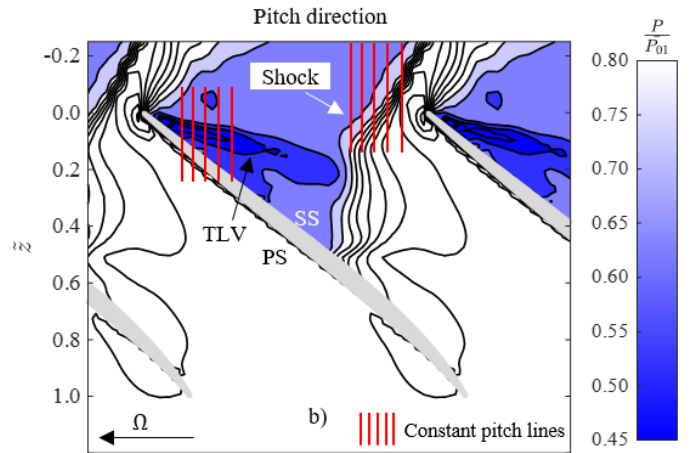 Pitch direction
P
P̄01
-0.2
0.0
0.2
0.4
0.6
0.8
1.0
z̃
Shock
TLV
SS
PS
Ω
b)
Constant pitch lines
0.80
0.75
0.70
0.65
0.60
0.55
0.50
0.45